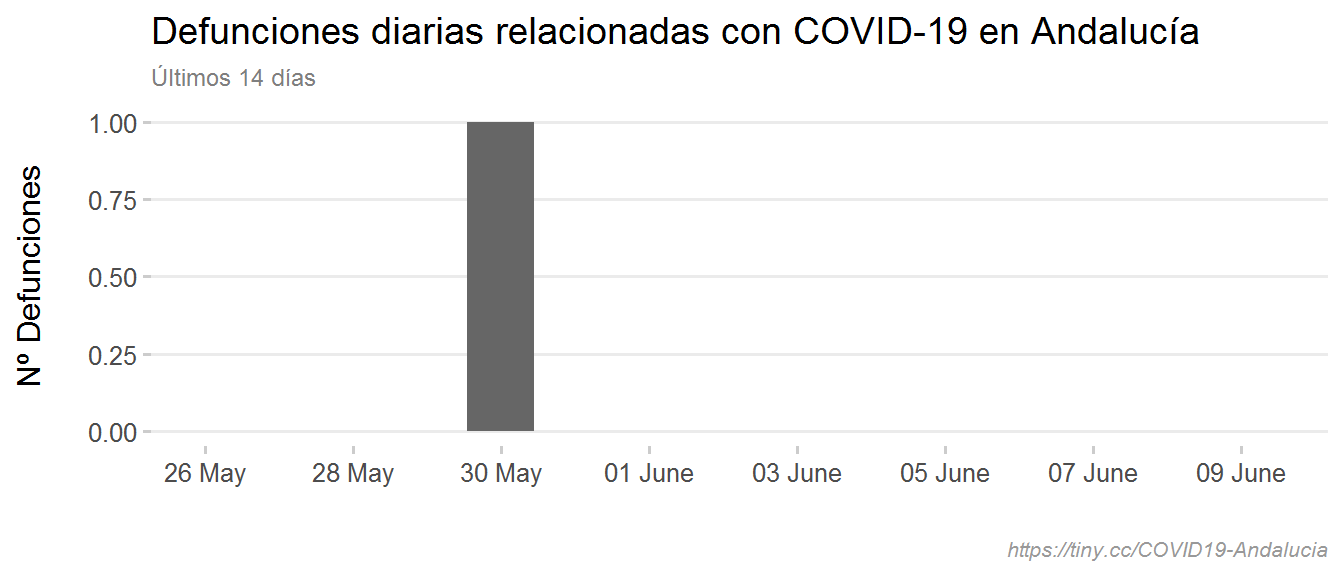 Defunciones diarias relacionadas con COVID-19 en Andalucía
Últimos 14 días
Nº Defunciones
1.00
0.75
0.50
0.25
0.00
26 May 28 May 30 May 01 June 03 June 05 June 07 June 09 June
https://tiny.cc/COVID19-Andalucia